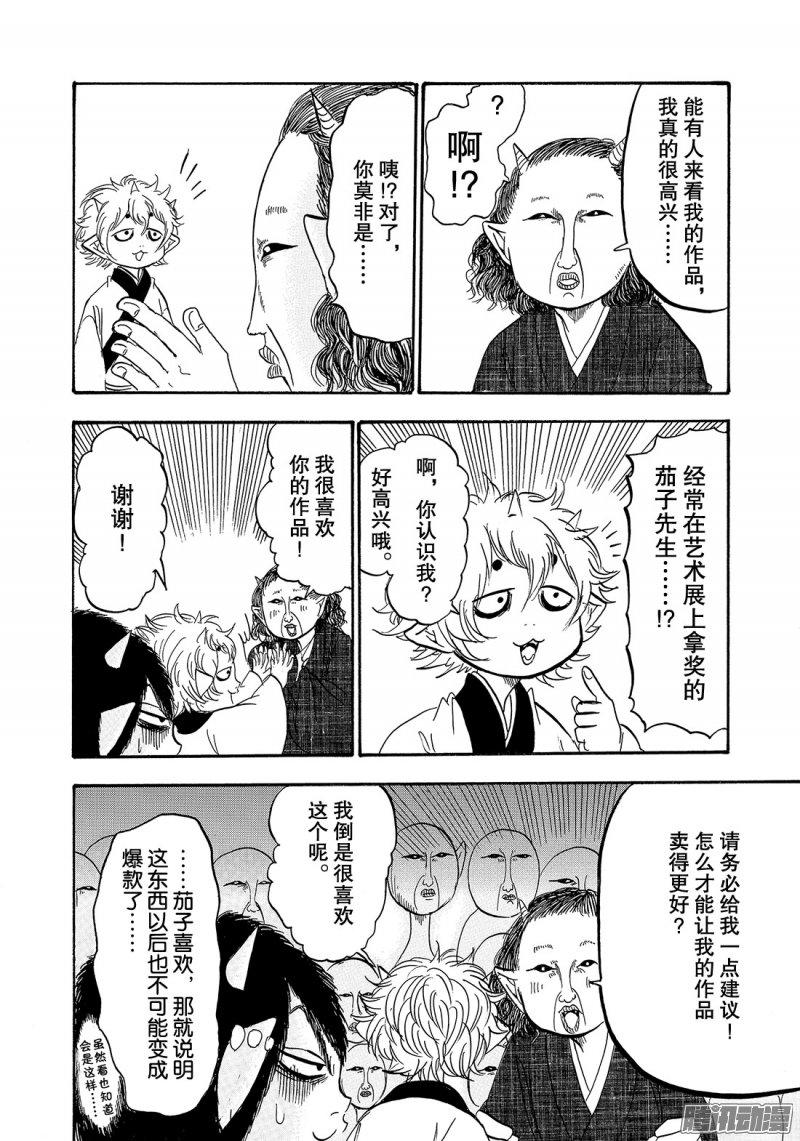 能有人来看我的作品，
我真的很高兴……
？
啊!?
咦!?对了，
你莫非是……
经常在艺术展上拿奖的
茄子先生……!?
啊，你认识我？
好高兴哦。
我很喜欢
你的作品！
谢谢！
请务必给我一点建议！
怎么才能让我的作品
卖得更好？
我倒是很喜欢
这个呢。
……茄子喜欢，那就说明
这东西以后也不可能变成
爆款了……
虽然看也知道
会是这样……
腾讯动漫